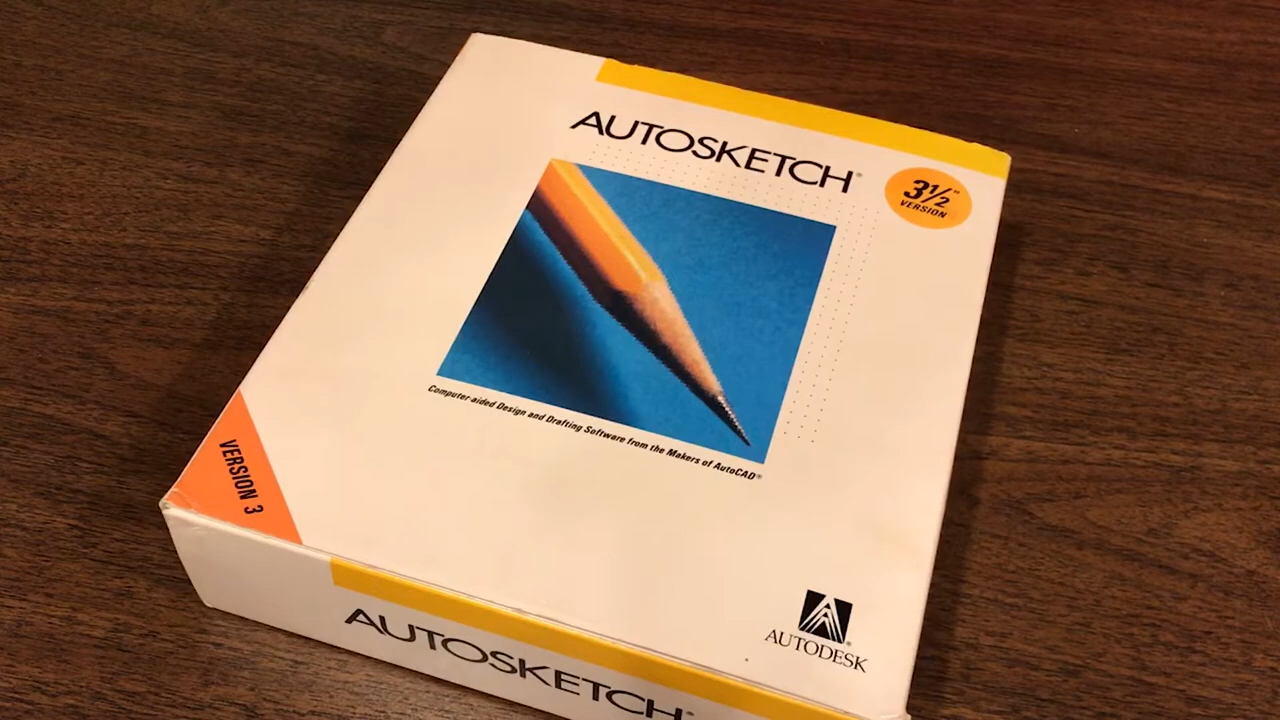 AUTOSKETCH®
3½"
VERSION
Computer-aided Design and Drafting Software from the Makers of AutoCAD®
VERSION 3
AUTODESK®
AUTOSKETCH®